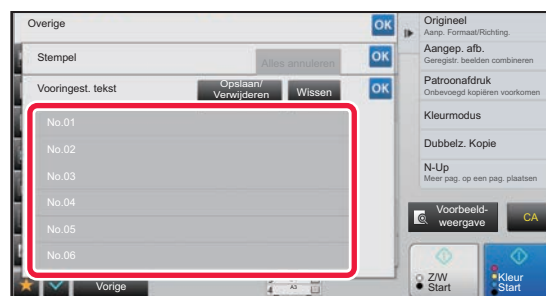 Overige
OK
Stempel
Alles annuleren
OK
Vooringest. tekst
Opslaan/
Verwijderen
Wissen
OK
No.01
No.02
No.03
No.04
No.05
No.06
Vorige
A3
Origineel
Aanp. Formaat/Richting.
Aangep. afb.
Geregistr. beelden combineren
Patroonafdruk
Onbevoegd kopiëren voorkomen
Kleurmodus
Dubbelz. Kopie
N-Up
Meer pag. op een pag. plaatsen
Voorbeeld-
weergave
CA
Z/W
Start
Kleur
Start